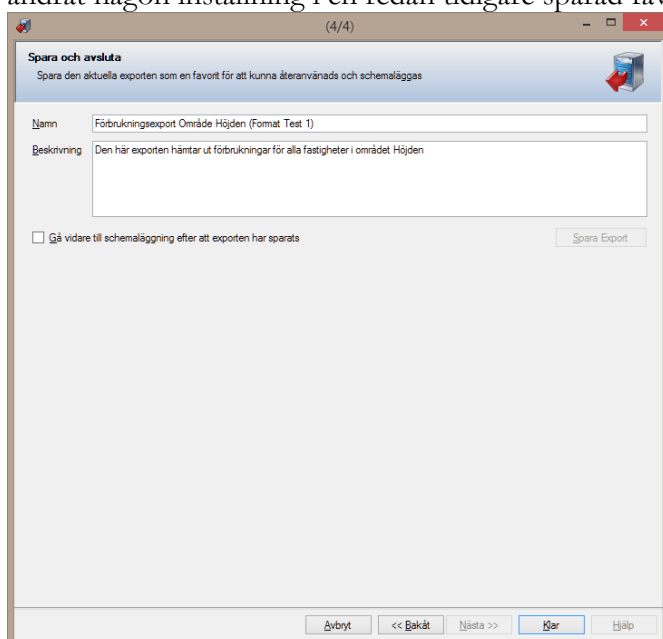 ändrat någon inställning i en redan tidigare sparad fav
(4/4)
Spara och avsluta
Spara den aktuella exporten som en favorit för att kunna återanvänads och schemaläggas
Namn Förbrukningsexport Område Höjden (Format Test 1)
Beskrivning Den här exporten hämtar ut förbrukningar för alla fastigheter i området Höjden
Gå vidare till schemaläggning efter att exporten har sparats Spara Export
Avbryt << Bakåt Nästa >> Klar Hjälp